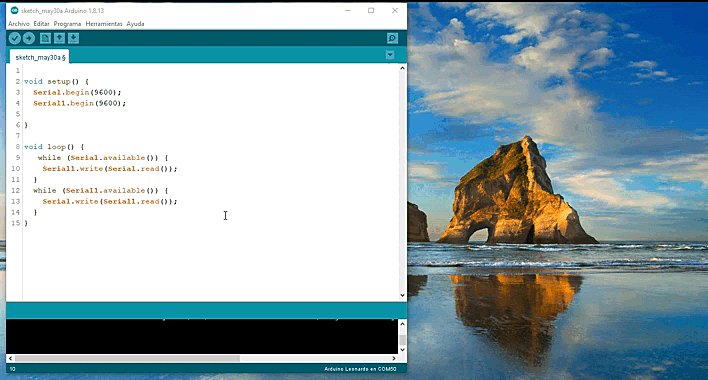 sketch_may30a Arduino 1.8.13
Archivo Editar Programa Herramientas Ayuda
sketch_may30a §
1
2 void setup() {
3 Serial.begin(9600);
4 Serial1.begin(9600);
5
6 }
7
8 void loop() {
9 while (Serial.available()) {
10 Serial1.write(Serial.read());
11 }
12 while (Serial1.available()) {
13 Serial.write(Serial1.read());
14 }
15 }
10 Arduino Leonardo en COM50